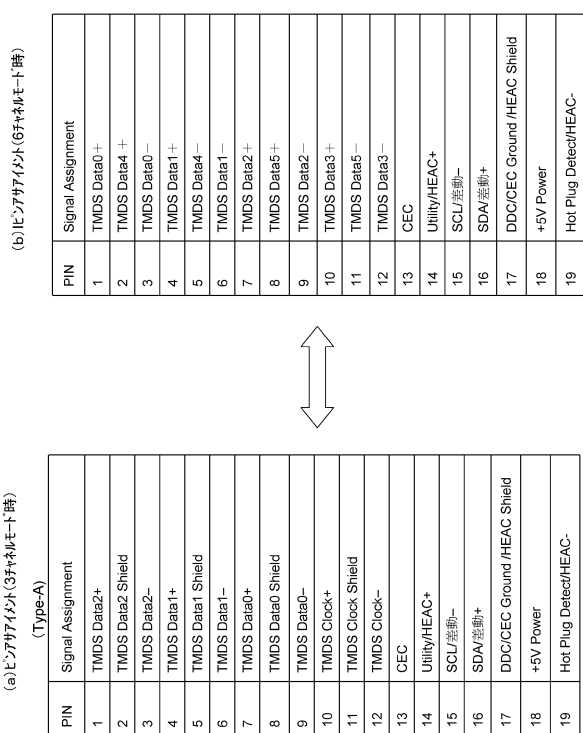 (a)ピンアサアイメント(3チャネルモード時)
(Type-A)
PIN Signal Assignment
1 TMDS Data2+
2 TMDS Data2 Shield
3 TMDS Data2–
4 TMDS Data1+
5 TMDS Data1 Shield
6 TMDS Data1–
7 TMDS Data0+
8 TMDS Data0 Shield
9 TMDS Data0–
10 TMDS Clock+
11 TMDS Clock Shield
12 TMDS Clock–
13 CEC
14 Utility/HEAC+
15 SCL/差動–
16 SDA/差動+
17 DDC/CEC Ground /HEAC Shield
18 +5V Power
19 Hot Plug Detect/HEAC-
(b)ピンアサアイメント(6チャネルモード時)
PIN Signal Assignment
1 TMDS Data0+
2 TMDS Data4 +
3 TMDS Data0−
4 TMDS Data1+
5 TMDS Data4−
6 TMDS Data1−
7 TMDS Data2+
8 TMDS Data5+
9 TMDS Data2−
10 TMDS Data3+
11 TMDS Data5−
12 TMDS Data3−
13 CEC
14 Utility/HEAC+
15 SCL/差動–
16 SDA/差動+
17 DDC/CEC Ground /HEAC Shield
18 +5V Power
19 Hot Plug Detect/HEAC-